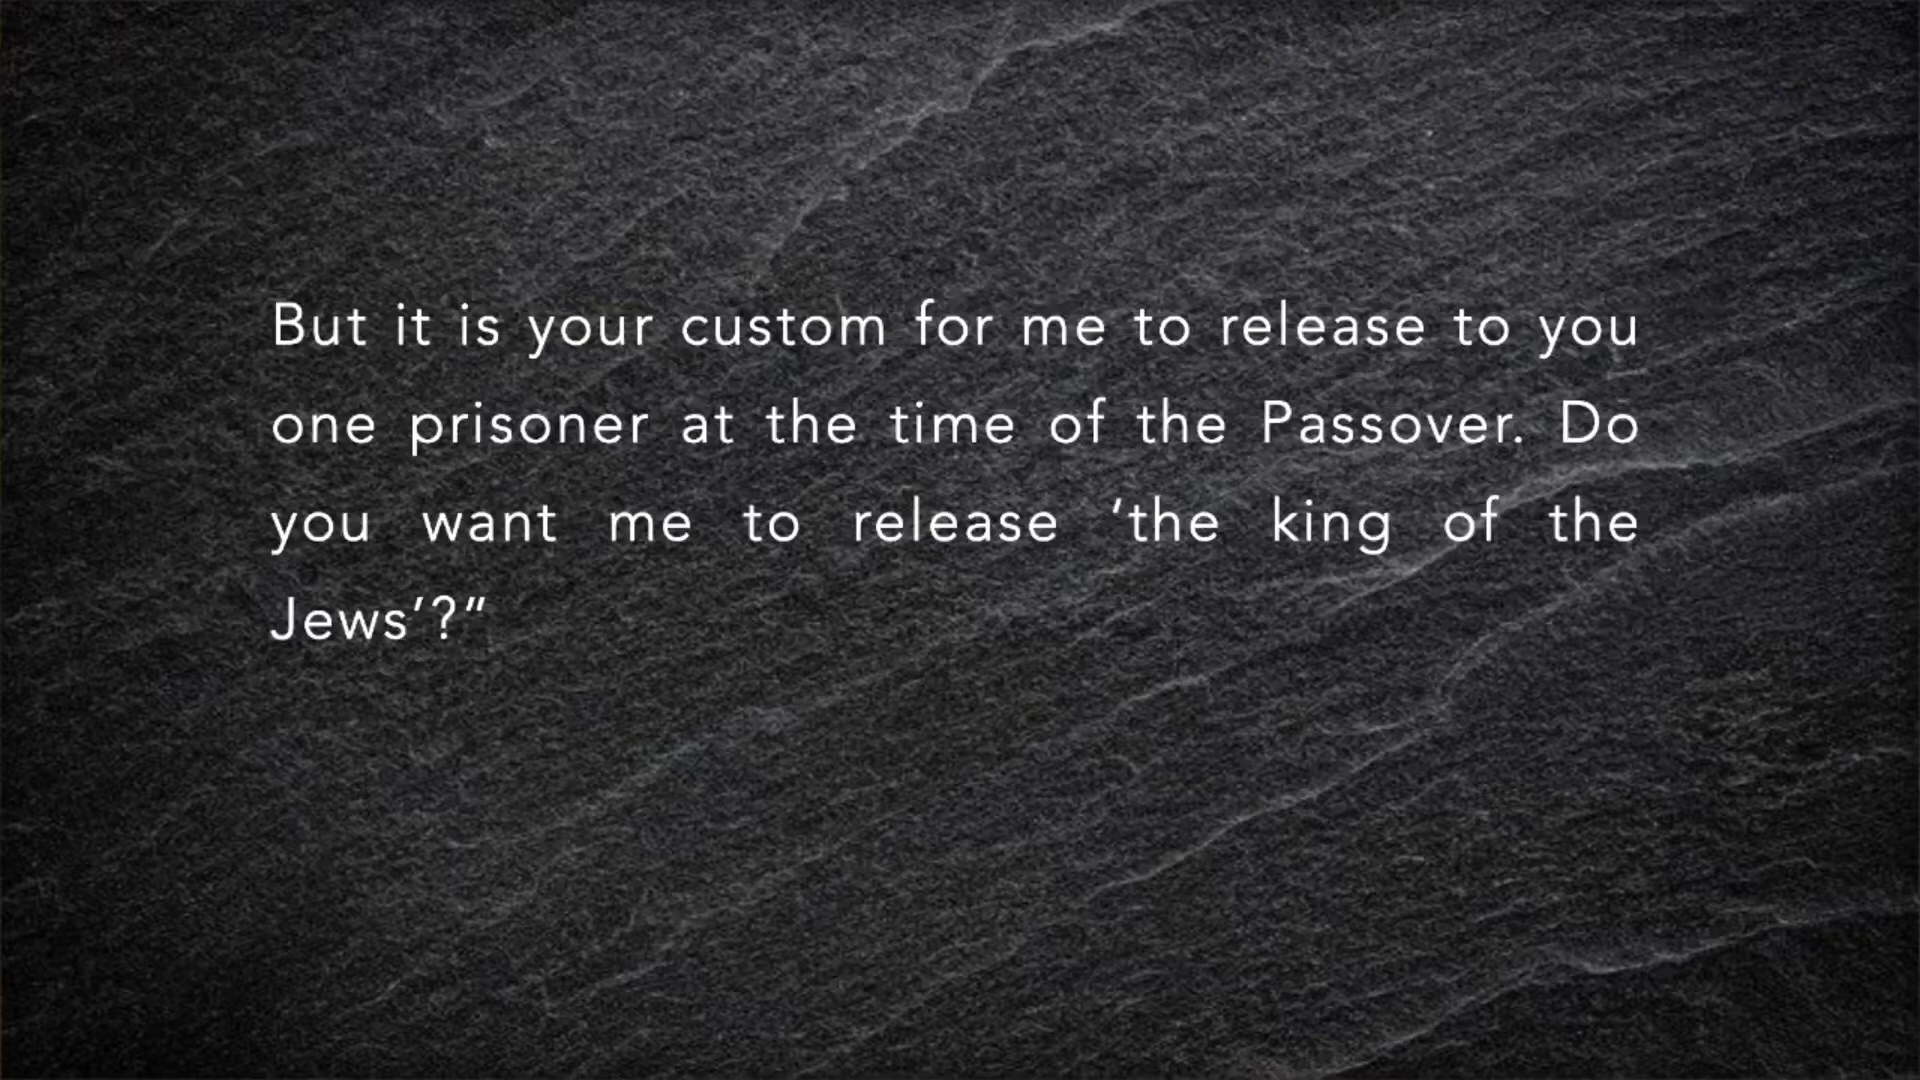 But it is your custom for me to release to you
one prisoner at the time of the Passover. Do
you want me to release ‘the king of the
Jews’?”